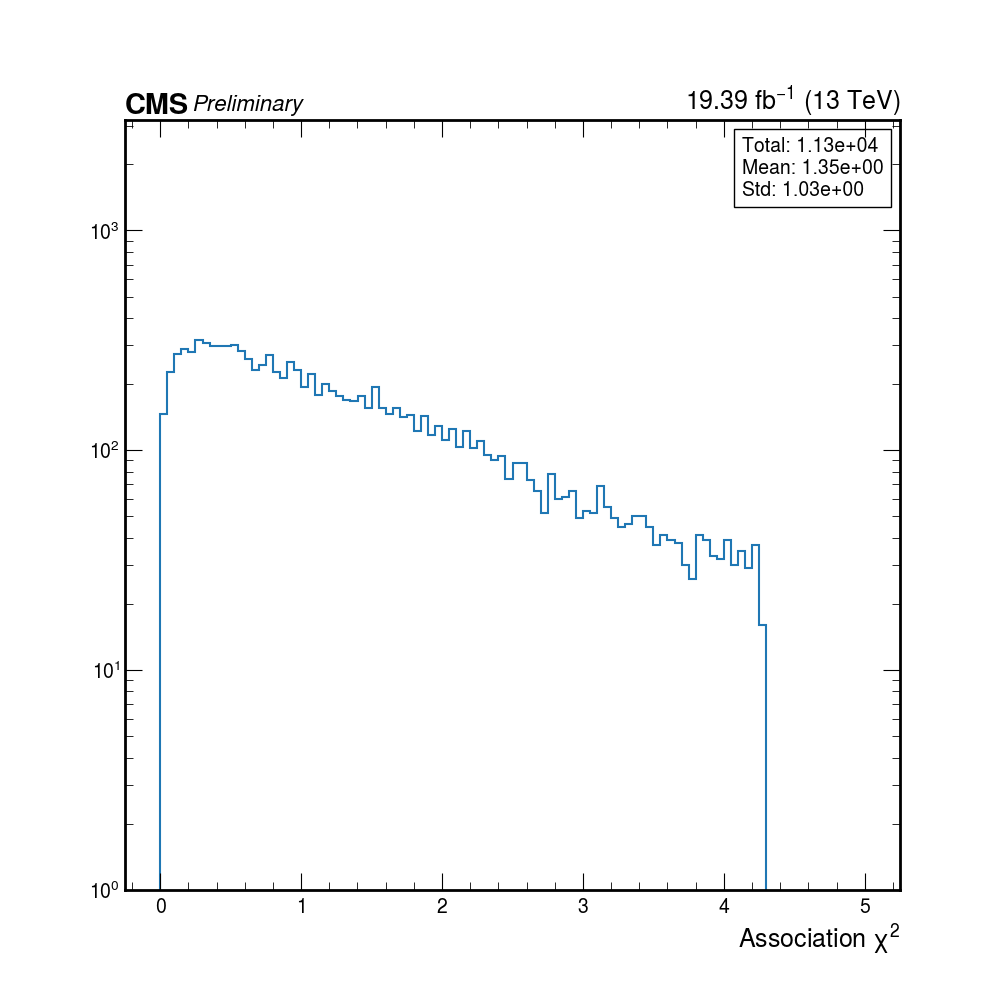 CMS Preliminary 19.39 fb⁻¹ (13 TeV)
Total: 1.13e+04
Mean: 1.35e+00
Std: 1.03e+00
10³
10²
10¹
10⁰
0 1 2 3 4 5
Association χ²